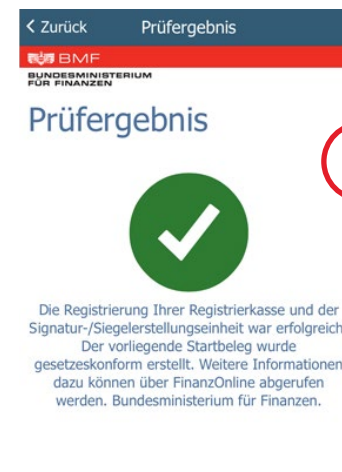 Zurück Prüfergebnis
BMF
BUNDESMINISTERIUM
FÜR FINANZEN
Prüfergebnis
Die Registrierung Ihrer Registrierkasse und der
Signatur-/Siegelerstellungseinheit war erfolgreich
Der vorliegende Startbeleg wurde
gesetzeskonform erstellt. Weitere Informationen
dazu können über FinanzOnline abgerufen
werden. Bundesministerium für Finanzen.